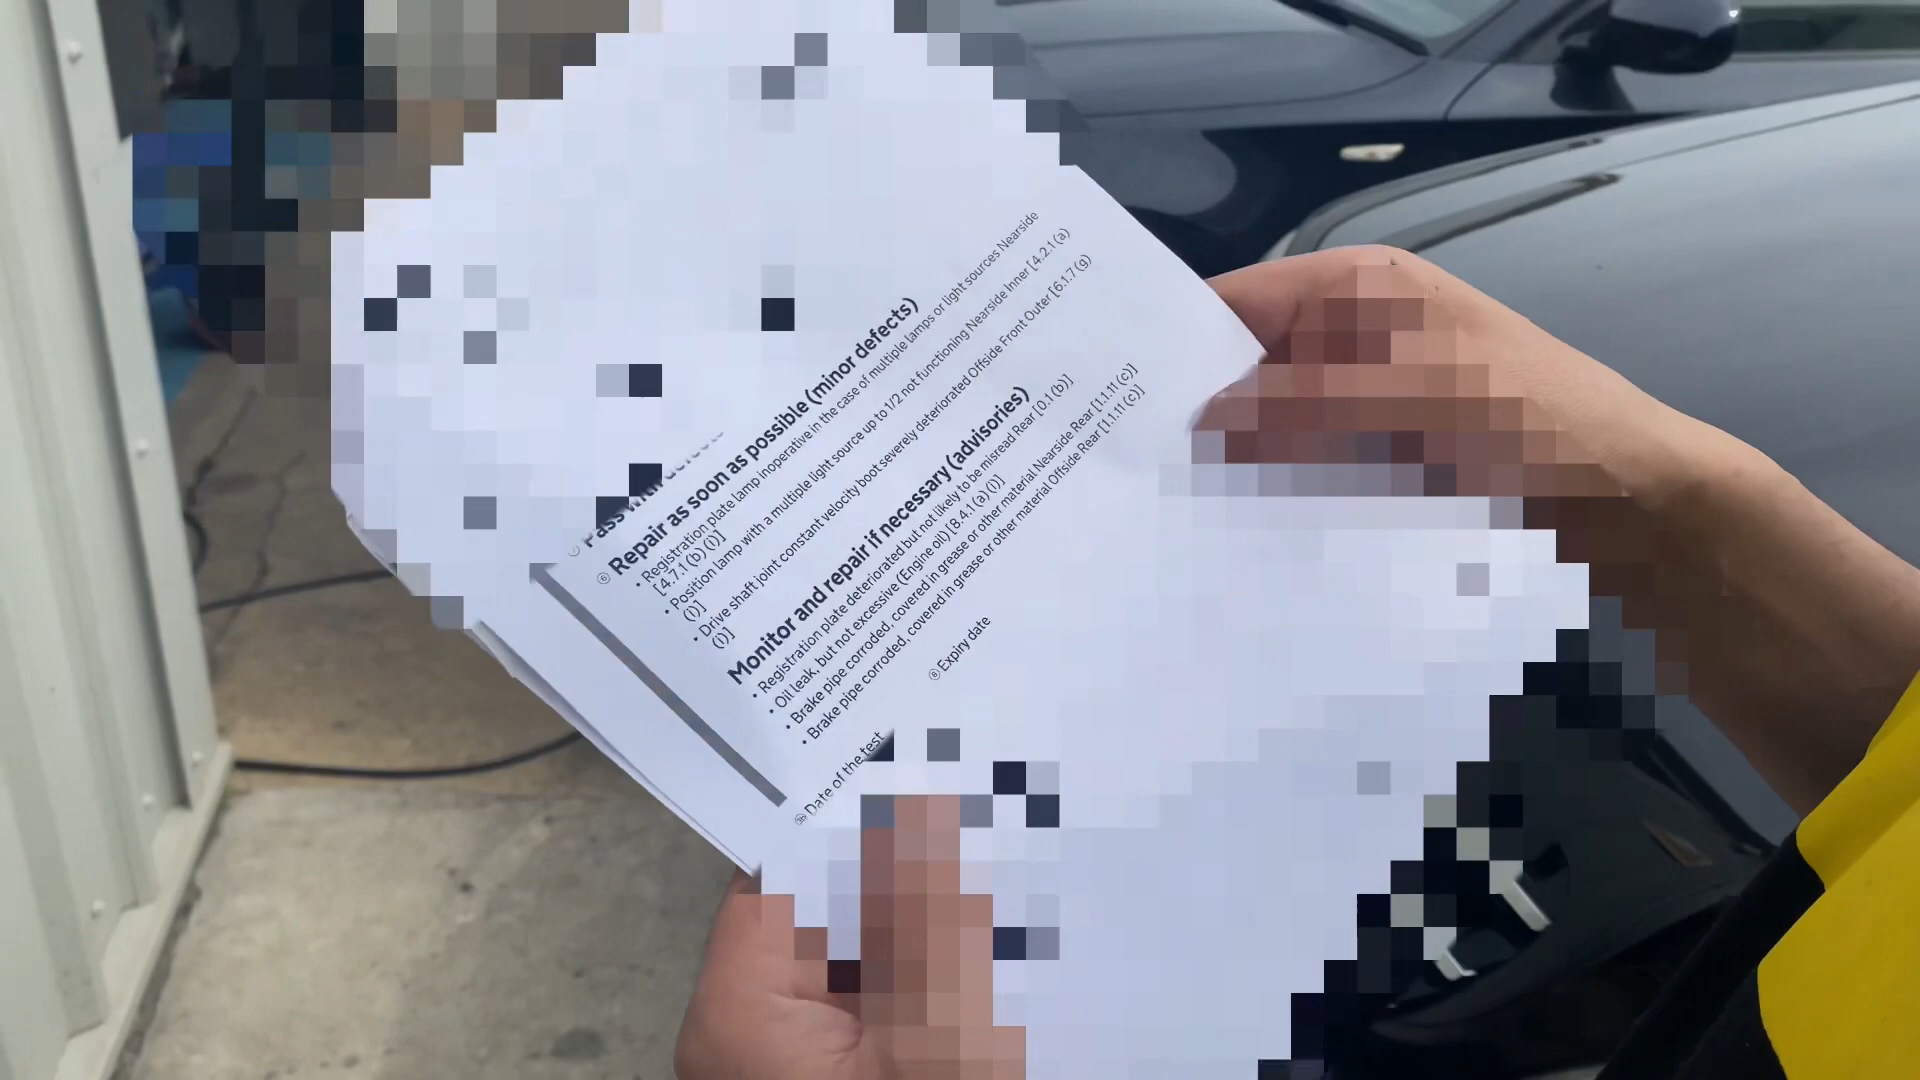 Pass with defects
⑥ Repair as soon as possible (minor defects)
• Registration plate lamp inoperative in the case of multiple lamps or light sources Nearside
[4.7.1 (b) (i)]
• Position lamp with a multiple light source up to 1/2 not functioning Nearside Inner [4.2.1 (a)
(i)]
• Drive shaft joint constant velocity boot severely deteriorated Offside Front Outer [6.1.7 (g)
(i)]
Monitor and repair if necessary (advisories)
• Registration plate deteriorated but not likely to be misread Rear [0.1 (b)]
• Oil leak, but not excessive (Engine oil) [8.4.1 (a) (i)]
• Brake pipe corroded, covered in grease or other material Nearside Rear [1.1.11 (c)]
• Brake pipe corroded, covered in grease or other material Offside Rear [1.1.11 (c)]
Date of the test
⑧ Expiry date